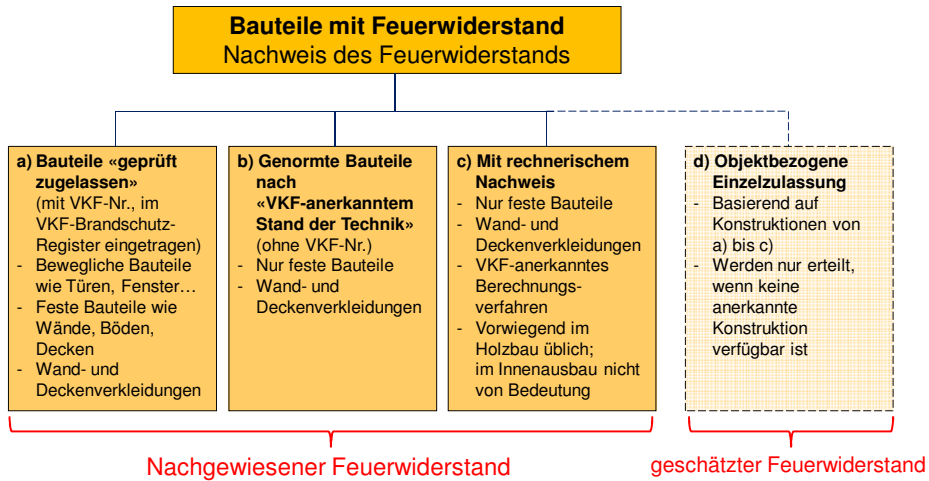 Bauteile mit Feuerwiderstand
Nachweis des Feuerwiderstands
a) Bauteile «geprüft
zugelassen»
(mit VKF-Nr., im
VKF-Brandschutz-
Register eingetragen)
- Bewegliche Bauteile
wie Türen, Fenster…
- Feste Bauteile wie
Wände, Böden,
Decken
- Wand- und
Deckenverkleidungen
b) Genormte Bauteile
nach
«VKF-anerkanntem
Stand der Technik»
(ohne VKF-Nr.)
- Nur feste Bauteile
- Wand- und
Deckenverkleidungen
c) Mit rechnerischem
Nachweis
- Nur feste Bauteile
- Wand- und
Deckenverkleidungen
- VKF-anerkanntes
Berechnungs-
verfahren
- Vorwiegend im
Holzbau üblich;
im Innenausbau nicht
von Bedeutung
d) Objektbezogene
Einzelzulassung
- Basierend auf
Konstruktionen von
a) bis c)
- Werden nur erteilt,
wenn keine
anerkannte
Konstruktion
verfügbar ist
Nachgewiesener Feuerwiderstand
geschätzter Feuerwiderstand